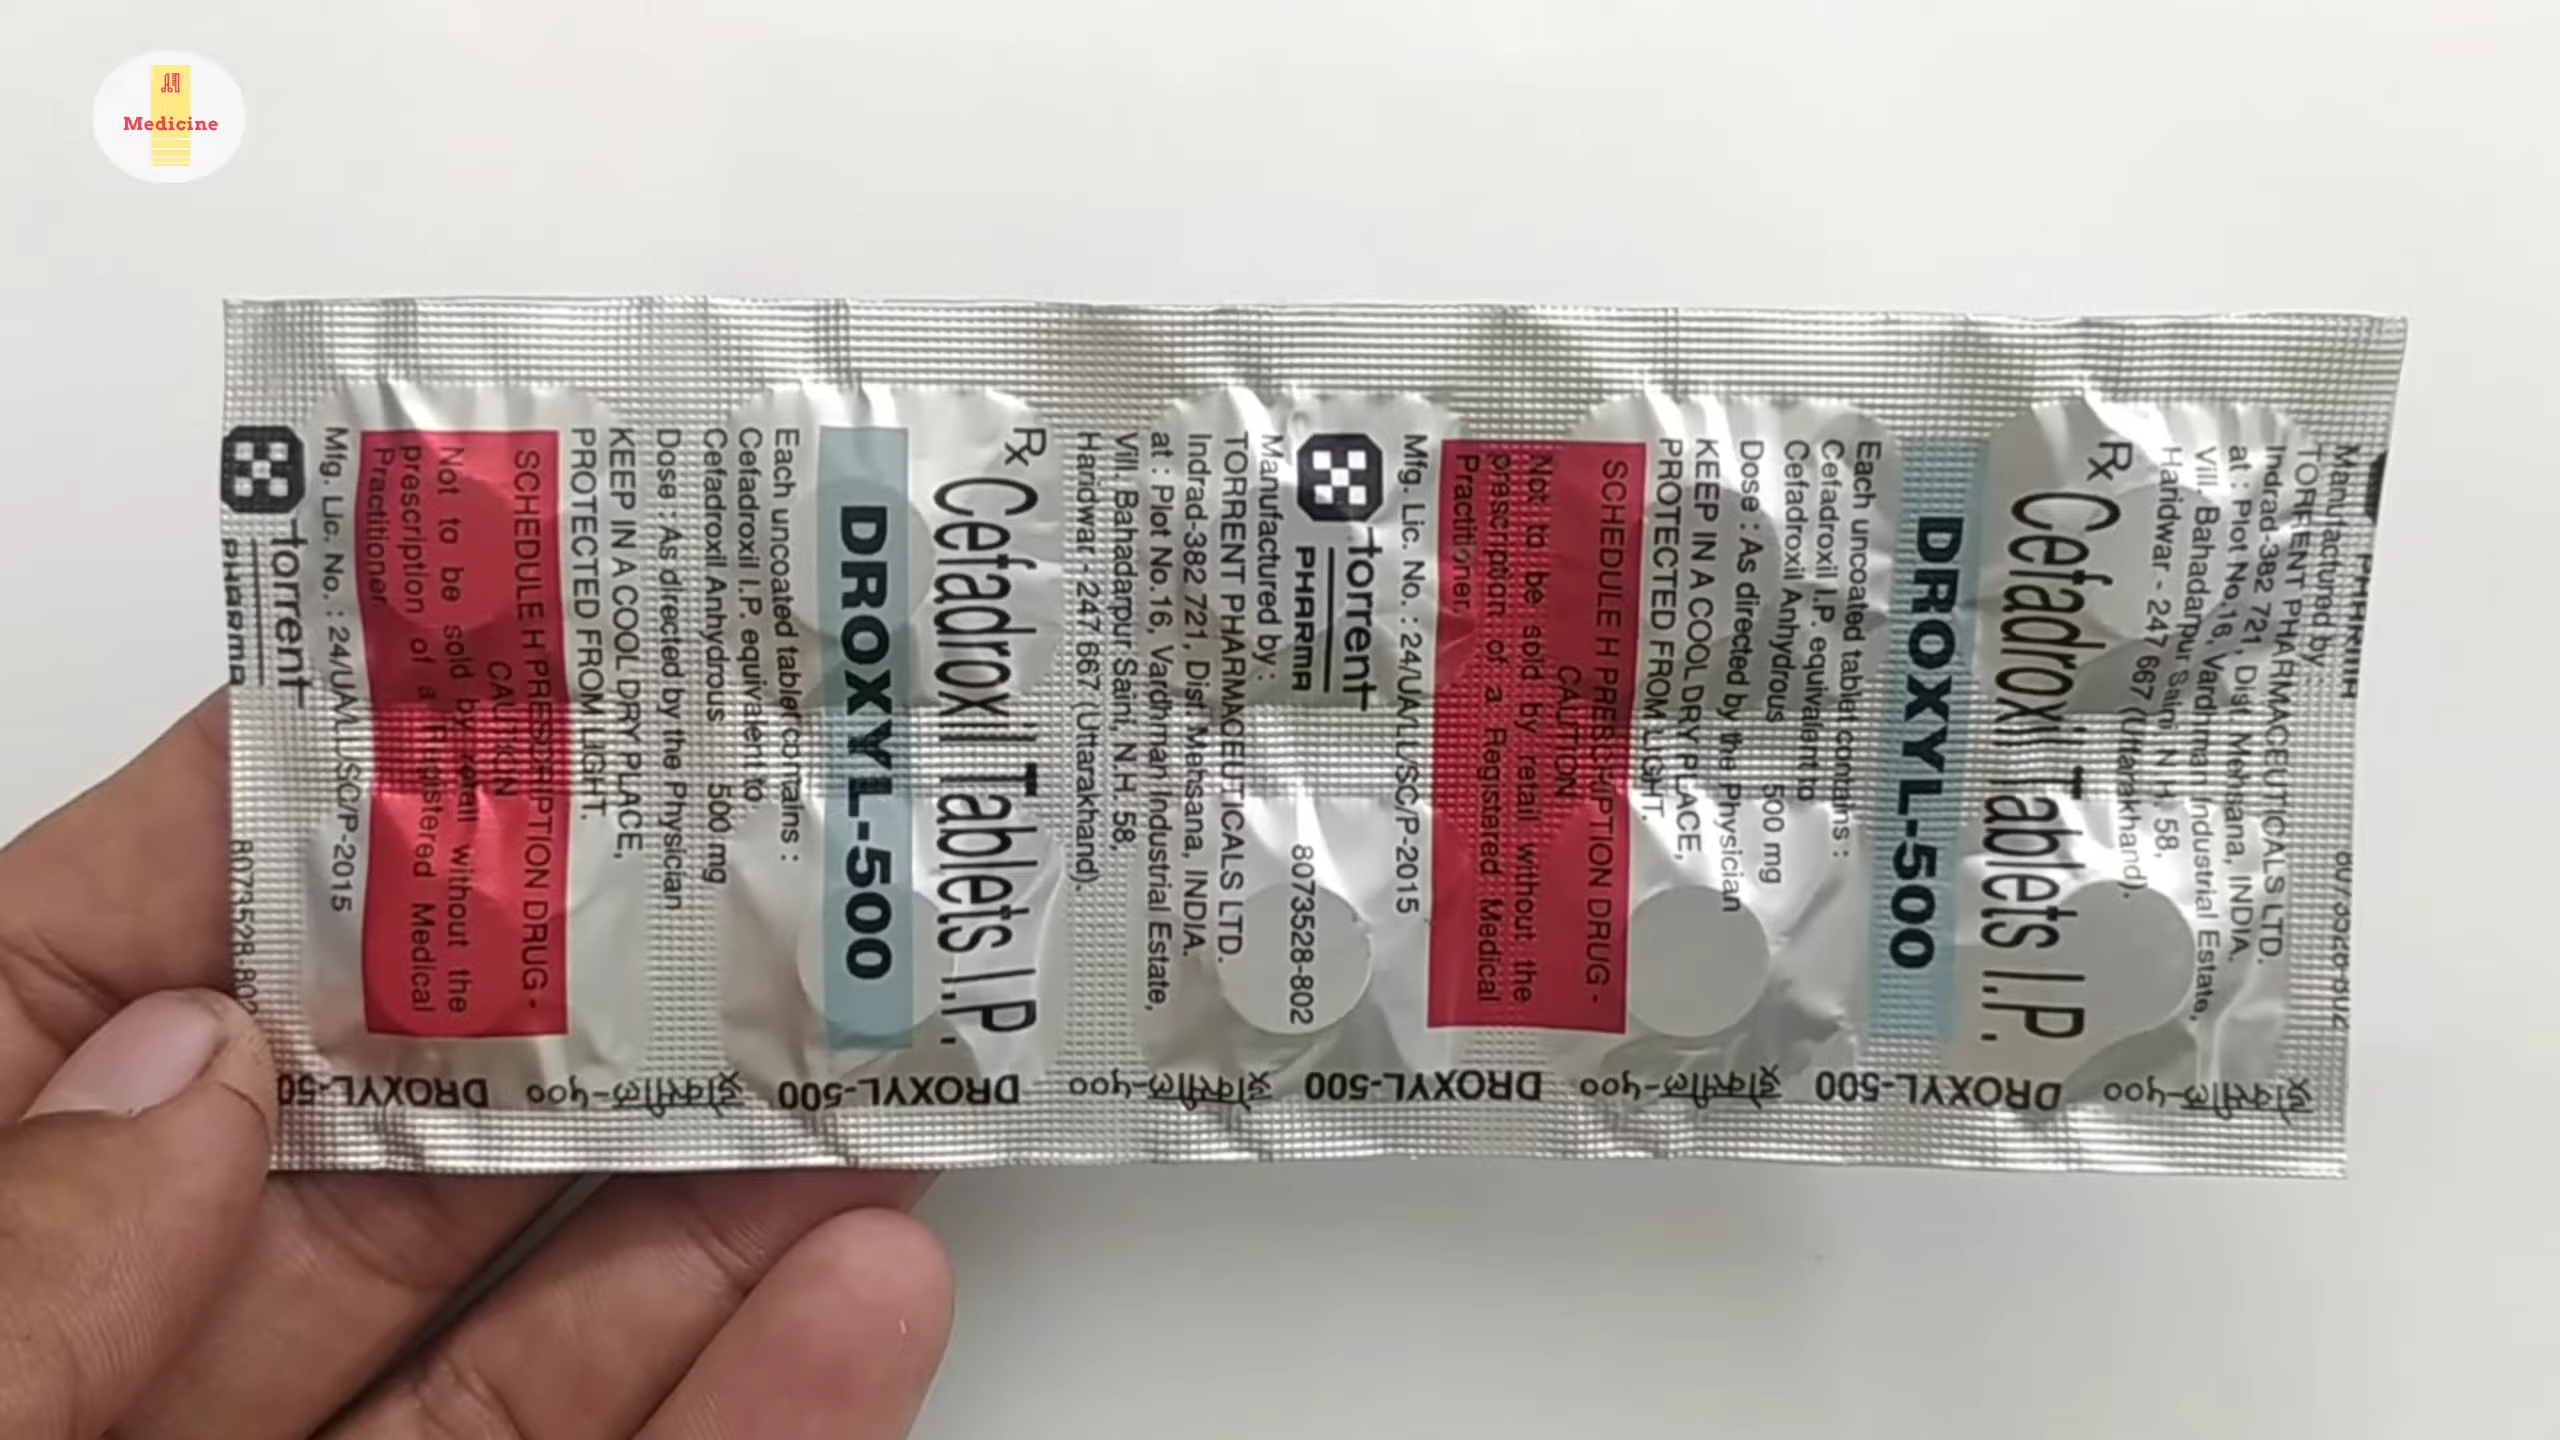 Medicine
Manufactured by :
TORRENT PHARMACEUTICALS LTD.
Indrad-382 721, Dist. Mehsana, INDIA.
at : Plot No.16, Vardhman Industrial Estate,
Vill. Bahadarpur Saini, N.H. 58,
Haridwar - 247 667 (Uttarakhand).
Rx Cefadroxil Tablets I.P.
DROXYL-500
Each uncoated tablet contains :
Cefadroxil I.P. equivalent to
Cefadroxil Anhydrous 500 mg
Dose : As directed by the Physician
KEEP IN A COOL DRY PLACE,
PROTECTED FROM LIGHT.
SCHEDULE H PRESCRIPTION DRUG -
CAUTION
Not to be sold by retail without the
prescription of a Registered Medical
Practitioner.
Mfg. Lic. No. : 24/UA/LL/SC/P-2015
torrent
PHARMA
8073528-802
Manufactured by :
TORRENT PHARMACEUTICALS LTD.
Indrad-382 721, Dist. Mehsana, INDIA.
at : Plot No.16, Vardhman Industrial Estate,
Vill. Bahadarpur Saini, N.H. 58,
Haridwar - 247 667 (Uttarakhand).
Rx Cefadroxil Tablets I.P.
DROXYL-500
Each uncoated tablet contains :
Cefadroxil I.P. equivalent to
Cefadroxil Anhydrous 500 mg
Dose : As directed by the Physician
KEEP IN A COOL DRY PLACE,
PROTECTED FROM LIGHT.
SCHEDULE H PRESCRIPTION DRUG -
CAUTION
Not to be sold by retail without the
prescription of a Registered Medical
Practitioner.
Mfg. Lic. No. : 24/UA/LL/SC/P-2015
torrent
PHARMA
8073528-802
ड्रोक्सील-५०० DROXYL-500 ड्रोक्सील-५०० DROXYL-500 ड्रोक्सील-५०० DROXYL-500 ड्रोक्सील-५०० DROXYL-50